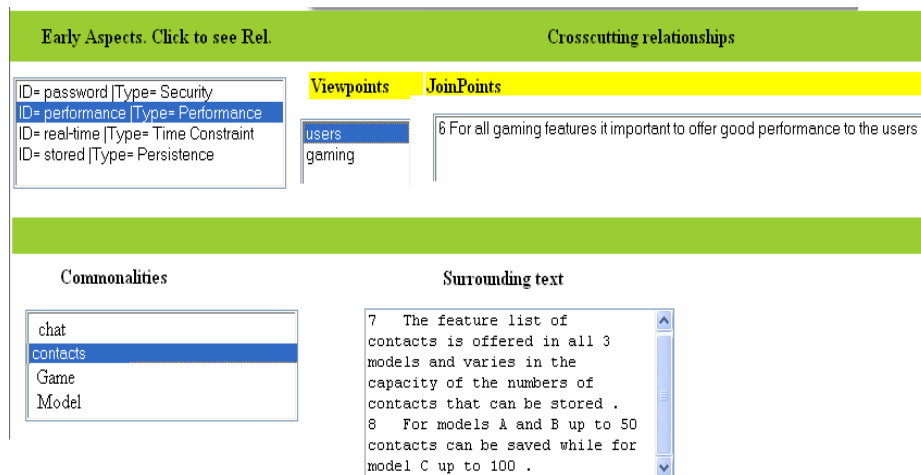 Early Aspects. Click to see Rel.
Crosscutting relationships
Viewpoints
JoinPoints
ID= password |Type= Security
ID= performance |Type= Performance
ID= real-time |Type= Time Constraint
ID= stored |Type= Persistence
users
gaming
6 For all gaming features it important to offer good performance to the users
Commonalities
Surrounding text
chat
contacts
Game
Model
7 The feature list of
contacts is offered in all 3
models and varies in the
capacity of the numbers of
contacts that can be stored .
8 For models A and B up to 50
contacts can be saved while for
model C up to 100 .